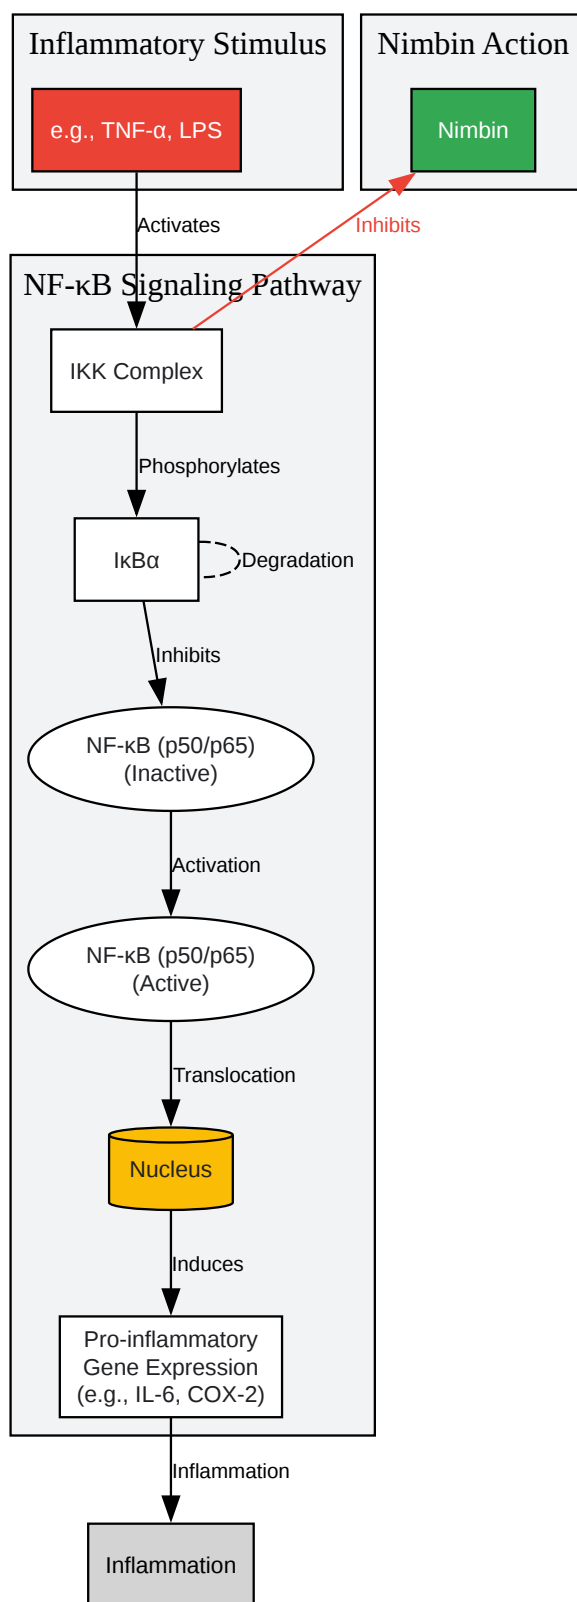 Inflammatory Stimulus
Nimbin Action
e.g., TNF-α, LPS
Nimbin
Activates
Inhibits
NF-κB Signaling Pathway
IKK Complex
Phosphorylates
IκBα
Degradation
Inhibits
NF-κB (p50/p65)
(Inactive)
Activation
NF-κB (p50/p65)
(Active)
Translocation
Nucleus
Induces
Pro-inflammatory
Gene Expression
(e.g., IL-6, COX-2)
Inflammation
Inflammation